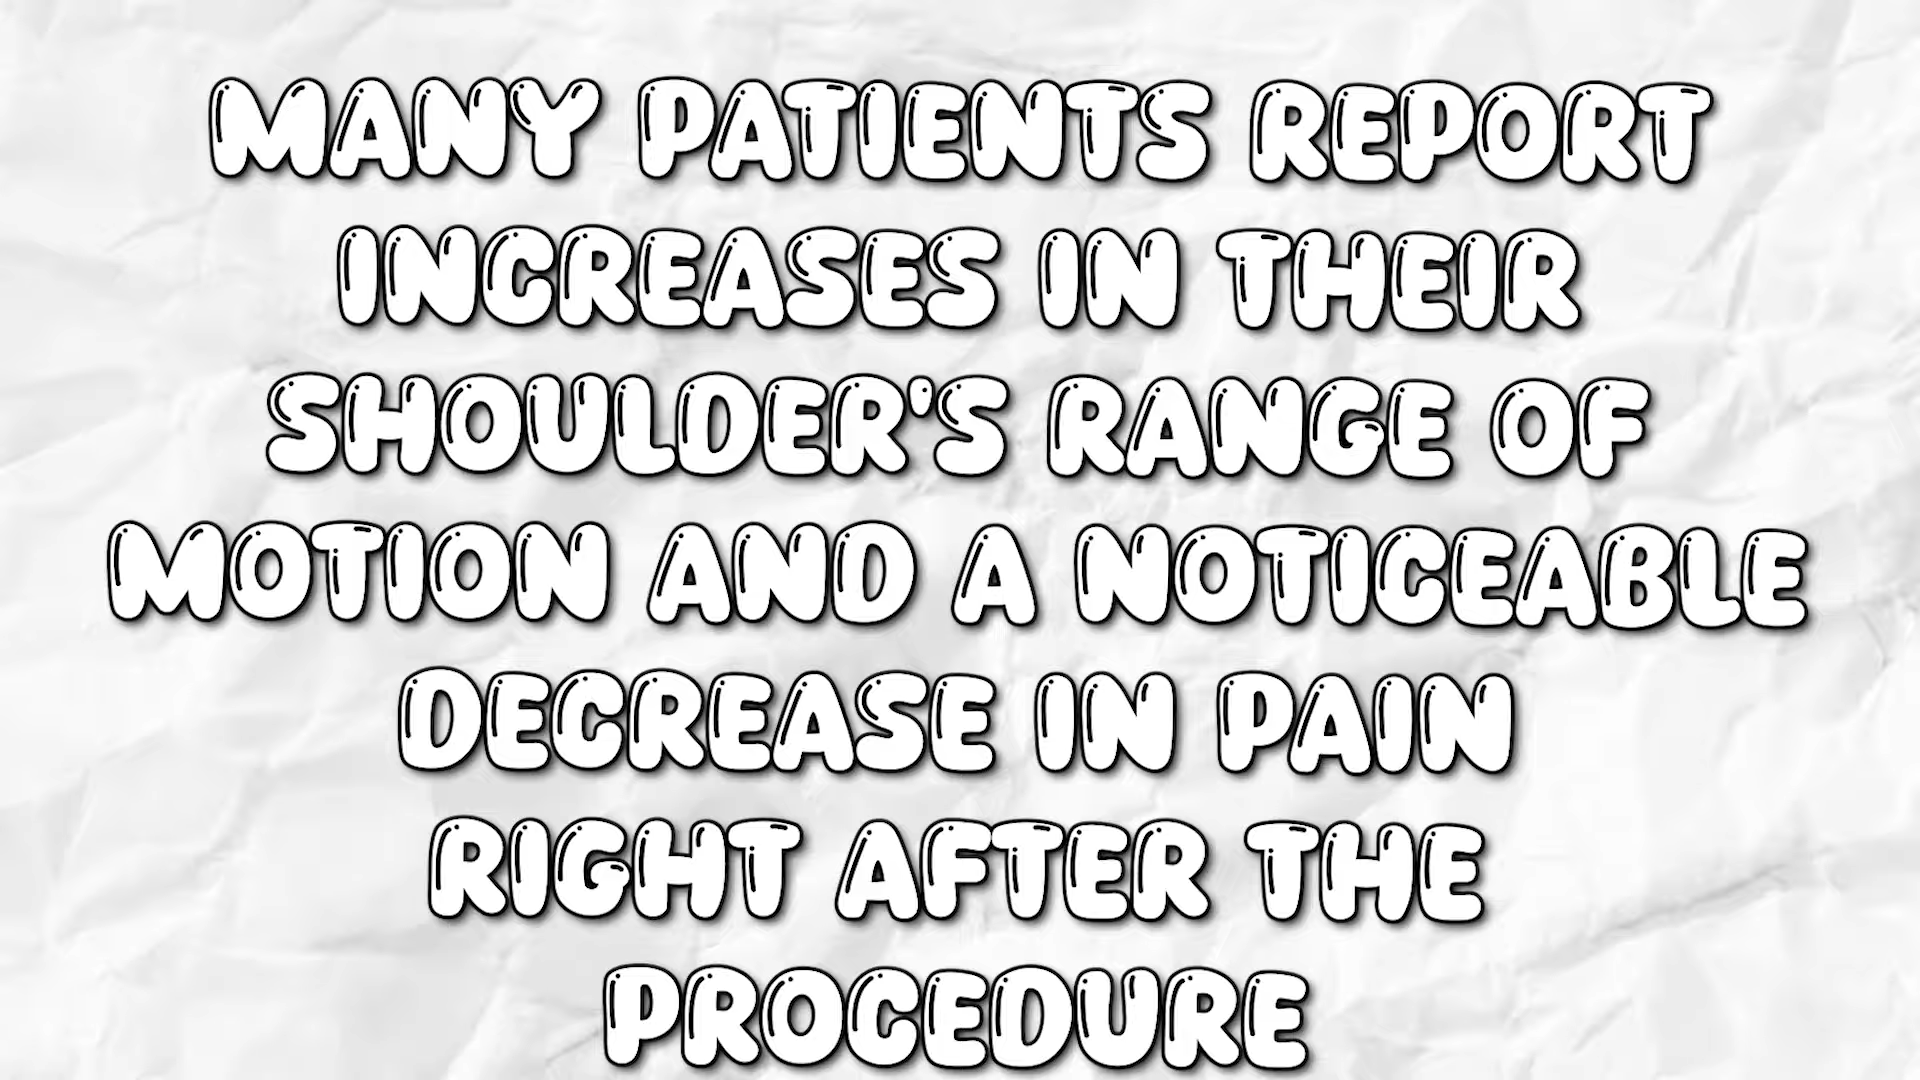 MANY PATIENTS REPORT
INCREASES IN THEIR
SHOULDER'S RANGE OF
MOTION AND A NOTICEABLE
DECREASE IN PAIN
RIGHT AFTER THE
PROCEDURE